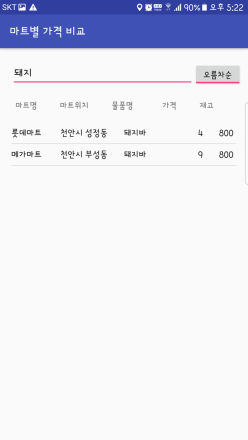 SKT 90% 오후 5:22
마트별 가격 비교
돼지 오름차순
마트명 마트위치 물품명 가격 재고
롯데마트 천안시 성정동 돼지바 4 800
메가마트 천안시 부성동 돼지바 9 800